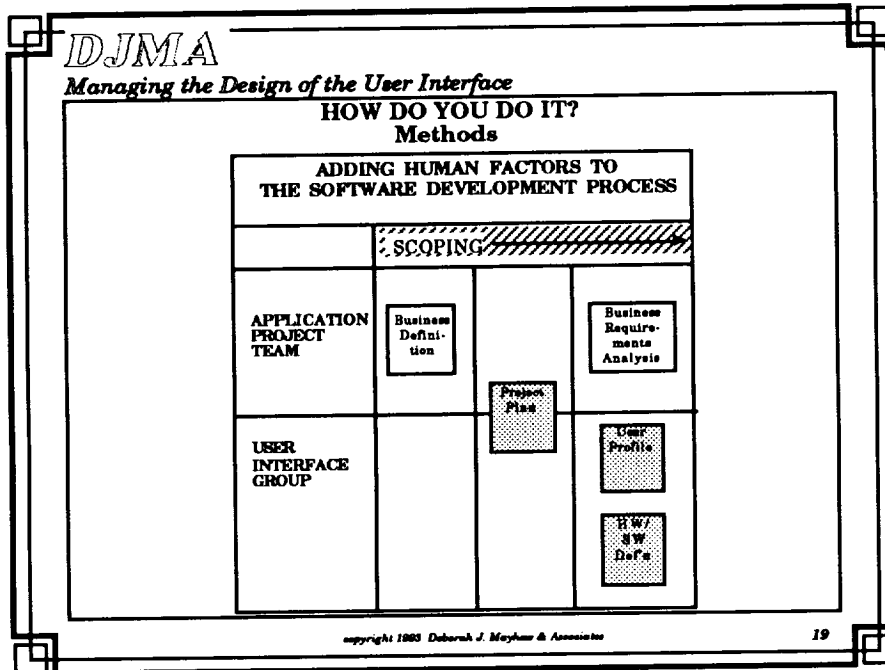 DJMA
Managing the Design of the User Interface
HOW DO YOU DO IT?
Methods
ADDING HUMAN FACTORS TO
THE SOFTWARE DEVELOPMENT PROCESS
SCOPING
APPLICATION
PROJECT
TEAM
Business
Defini-
tion
Business
Require-
ments
Analysis
Project
Plan
USER
INTERFACE
GROUP
User
Profile
HW/
SW
Def'n
copyright 1993 Deborah J. Mayhew & Associates
19